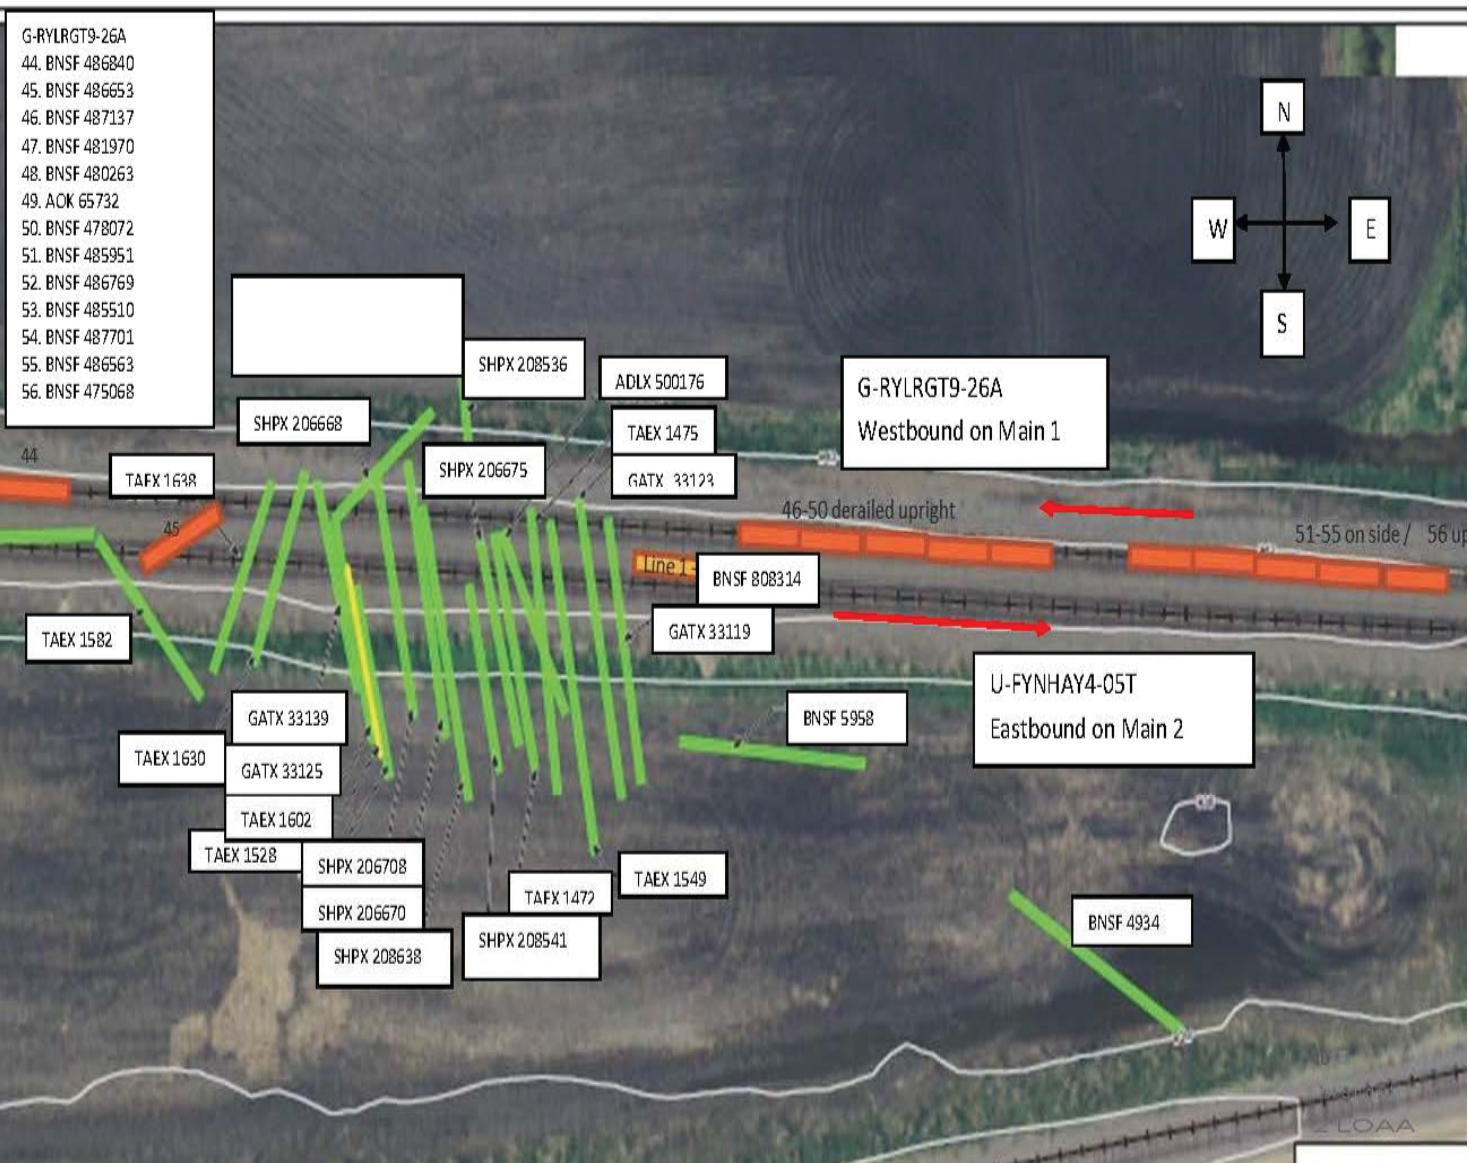 G-RYLRGT9-26A
44. BNSF 486840
45. BNSF 486653
46. BNSF 487137
47. BNSF 481970
48. BNSF 480263
49. AOK 65732
50. BNSF 478072
51. BNSF 485951
52. BNSF 486769
53. BNSF 485510
54. BNSF 487701
55. BNSF 486563
56. BNSF 475068
N
W
E
S
SHPX 208536
ADLX 500176
G-RYLRGT9-26A
Westbound on Main 1
SHPX 206668
TAEX 1475
44
TAEX 1638
SHPX 206675
GATX 33123
45
46-50 derailed upright
51-55 on side / 56 up
Line 1 -
BNSF 808314
TAEX 1582
GATX 33119
U-FYNHAY4-05T
Eastbound on Main 2
GATX 33139
BNSF 5958
TAEX 1630
GATX 33125
TAEX 1602
TAEX 1528
SHPX 206708
TAEX 1549
TAEX 1472
SHPX 206670
BNSF 4934
SHPX 208541
SHPX 208638
LOAA